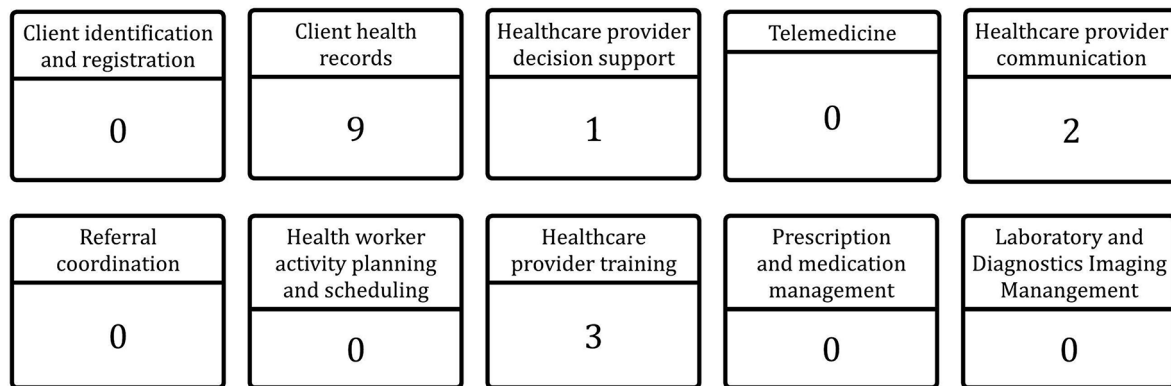 Client identification
and registration
0
Client health
records
9
Healthcare provider
decision support
1
Telemedicine
0
Healthcare provider
communication
2
Referral
coordination
0
Health worker
activity planning
and scheduling
0
Healthcare
provider training
3
Prescription
and medication
management
0
Laboratory and
Diagnostics Imaging
Manangement
0